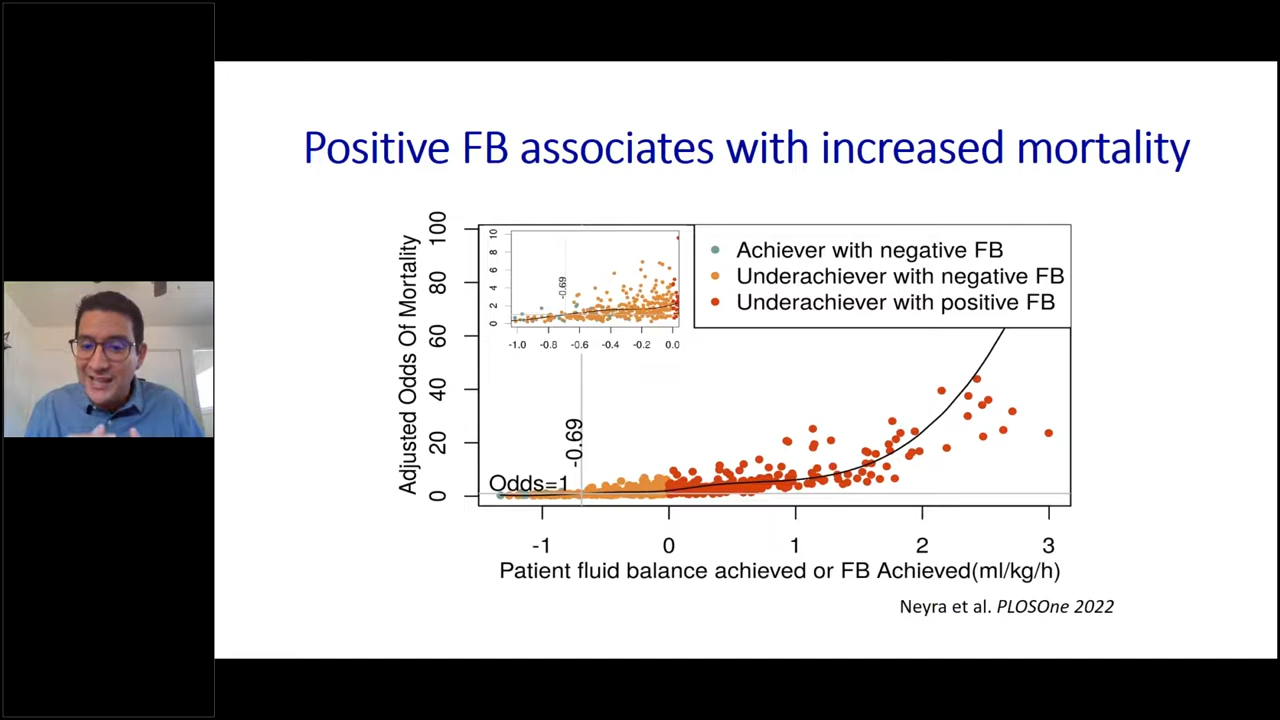 Positive FB associates with increased mortality
Adjusted Odds Of Mortality
0 20 40 60 80 100
0 2 4 6 8 10
-0.69
-1.0 -0.8 -0.6 -0.4 -0.2 0.0
Achiever with negative FB
Underachiever with negative FB
Underachiever with positive FB
-0.69
Odds=1
-1 0 1 2 3
Patient fluid balance achieved or FB Achieved(ml/kg/h)
Neyra et al. PLOSOne 2022